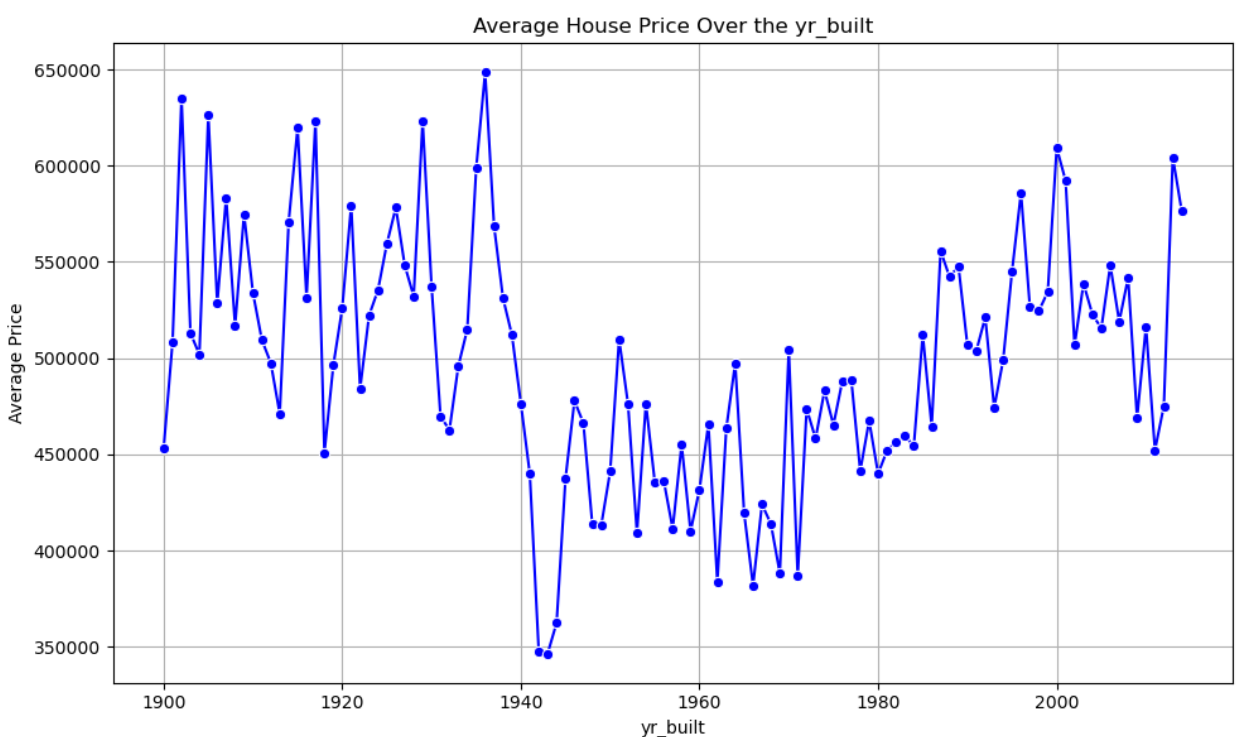 Average House Price Over the yr_built
Average Price
650000
600000
550000
500000
450000
400000
350000
1900 1920 1940 1960 1980 2000
yr_built